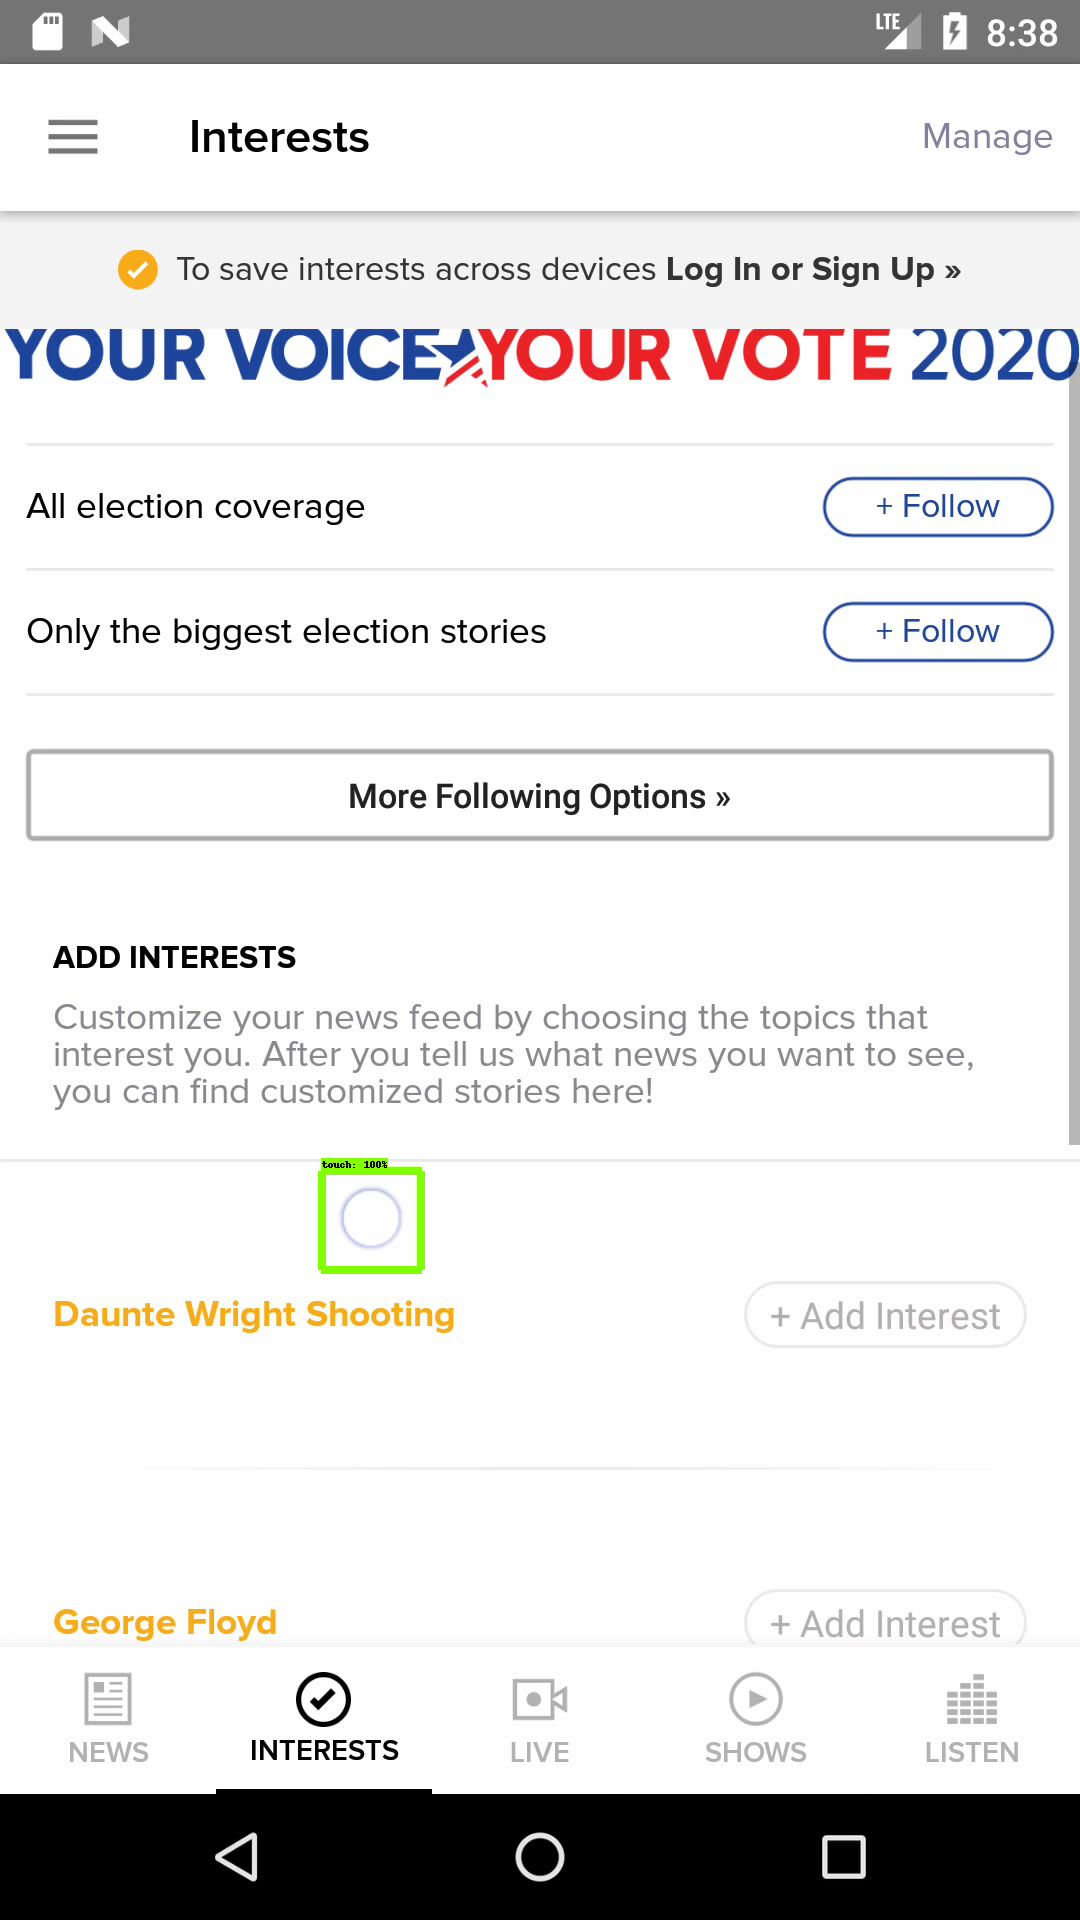 LTE 8:38
Interests Manage
To save interests across devices Log In or Sign Up »
YOUR VOICE YOUR VOTE 2020
All election coverage + Follow
Only the biggest election stories + Follow
More Following Options »
ADD INTERESTS
Customize your news feed by choosing the topics that
interest you. After you tell us what news you want to see,
you can find customized stories here!
touch: 100%
Daunte Wright Shooting + Add Interest
George Floyd + Add Interest
NEWS INTERESTS LIVE SHOWS LISTEN